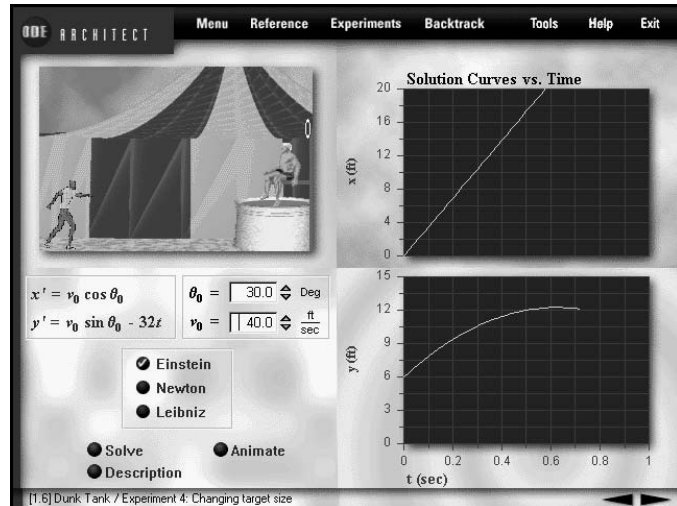 ODE ARCHITECT
Menu Reference Experiments Backtrack Tools Help Exit
Solution Curves vs. Time
20
16
12
8
4
0
x (ft)
x' = v₀ cos θ₀
y' = v₀ sin θ₀ - 32t
θ₀ = 30.0 Deg
v₀ = 40.0 ft/sec
Einstein
Newton
Leibniz
Solve
Animate
Description
15
12
9
6
3
0
y (ft)
0 0.2 0.4 0.6 0.8 1
t (sec)
[1.6] Dunk Tank / Experiment 4: Changing target size